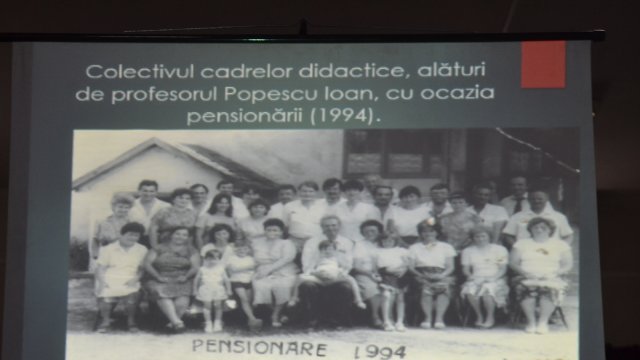 Colectivul cadrelor didactice, alături
de profesorul Popescu Ioan, cu ocazia
pensionării (1994).
PENSIONARE 1994